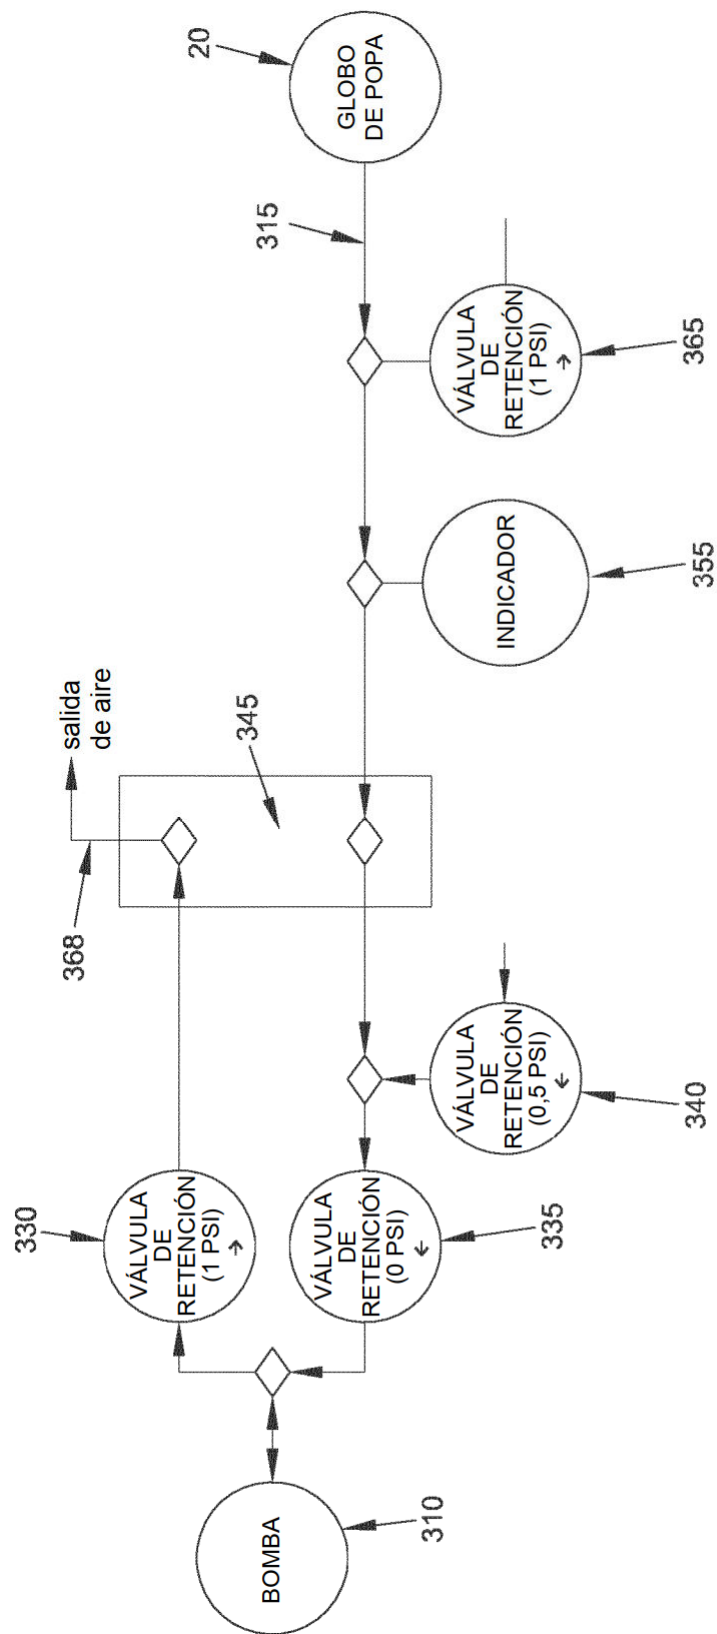 20
GLOBO
DE POPA
315
VÁLVULA
DE
RETENCIÓN
(1 PSI)
→
365
INDICADOR
355
salida
de aire
345
368
VÁLVULA
DE
RETENCIÓN
(0,5 PSI)
←
340
330
VÁLVULA
DE
RETENCIÓN
(1 PSI)
→
VÁLVULA
DE
RETENCIÓN
(0 PSI)
←
335
BOMBA
310